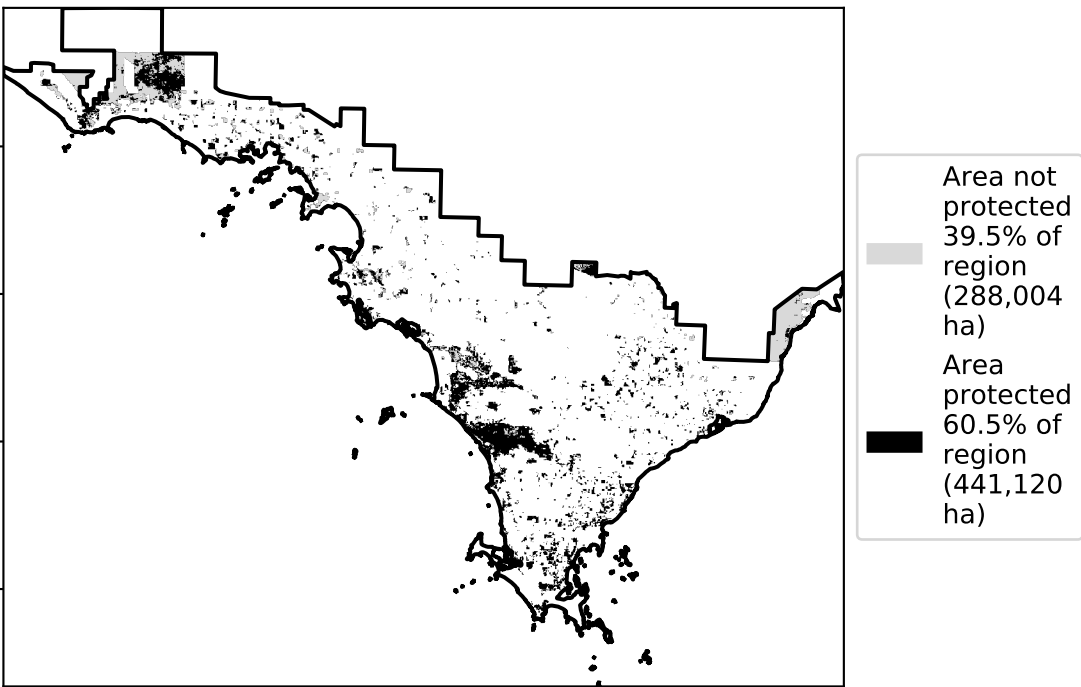 Area not
protected
39.5% of
region
(288,004
ha)
Area
protected
60.5% of
region
(441,120
ha)